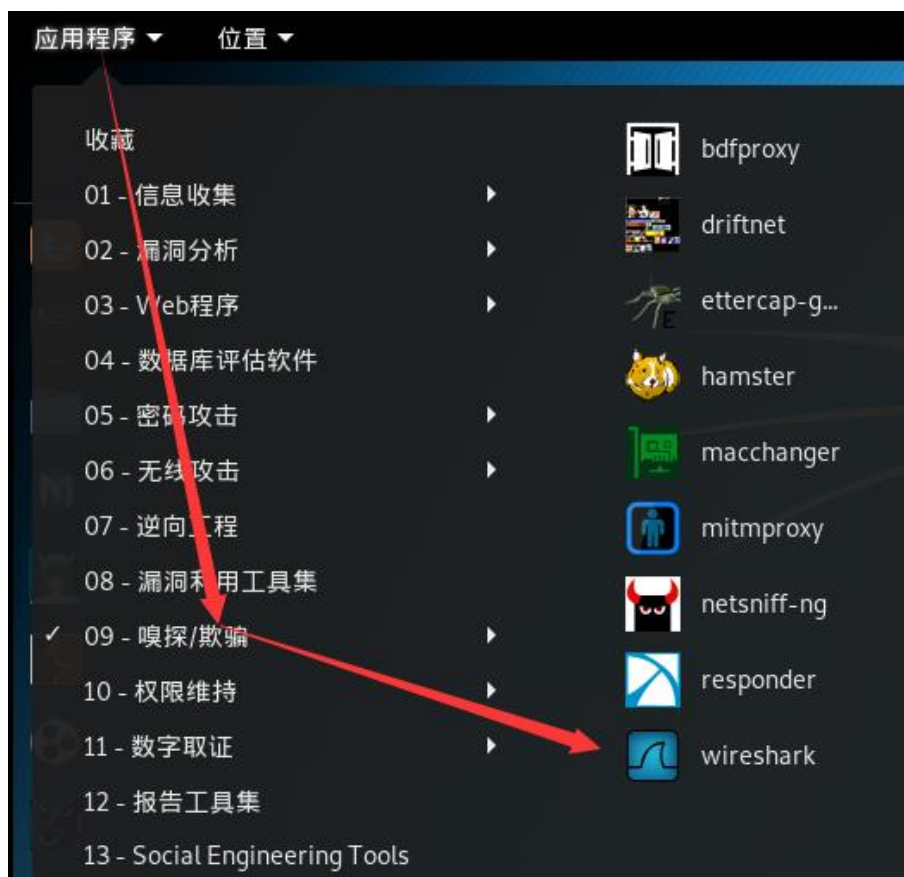 应用程序 位置
收藏
01 - 信息收集
02 - 漏洞分析
03 - Web程序
04 - 数据库评估软件
05 - 密码攻击
06 - 无线攻击
07 - 逆向工程
08 - 漏洞利用工具集
09 - 嗅探/欺骗
10 - 权限维持
11 - 数字取证
12 - 报告工具集
13 - Social Engineering Tools
bdfproxy
driftnet
ettercap-g...
hamster
macchanger
mitmproxy
netsniff-ng
responder
wireshark